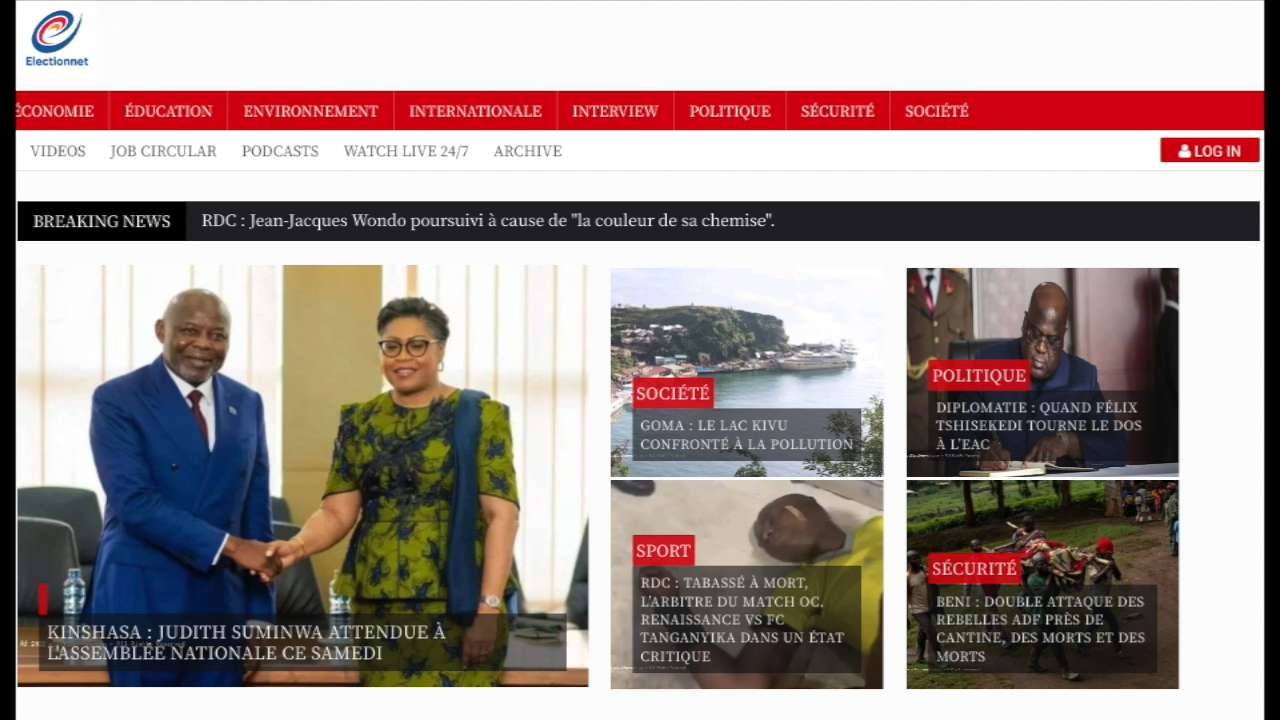 Electionnet
ÉCONOMIE ÉDUCATION ENVIRONNEMENT INTERNATIONALE INTERVIEW POLITIQUE SÉCURITÉ SOCIÉTÉ
VIDEOS JOB CIRCULAR PODCASTS WATCH LIVE 24/7 ARCHIVE LOG IN
BREAKING NEWS RDC : Jean-Jacques Wondo poursuivi à cause de "la couleur de sa chemise".
KINSHASA : JUDITH SUMINWA ATTENDUE À
L'ASSEMBLÉE NATIONALE CE SAMEDI
SOCIÉTÉ
GOMA : LE LAC KIVU
CONFRONTÉ À LA POLLUTION
POLITIQUE
DIPLOMATIE : QUAND FÉLIX
TSHISEKEDI TOURNE LE DOS
À L'EAC
SPORT
RDC : TABASSÉ À MORT,
L'ARBITRE DU MATCH OC.
RENAISSANCE VS FC
TANGANYIKA DANS UN ÉTAT
CRITIQUE
SÉCURITÉ
BENI : DOUBLE ATTAQUE DES
REBELLES ADF PRÈS DE
CANTINE, DES MORTS ET DES
MORTS